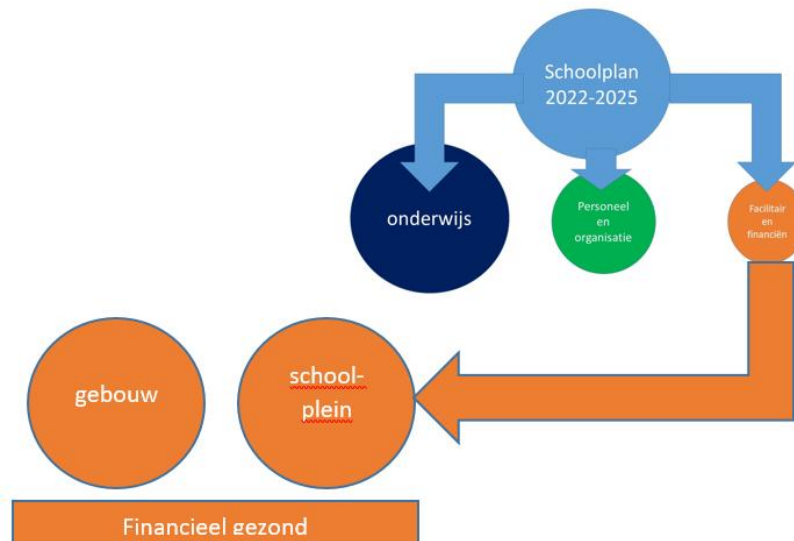 Schoolplan
2022-2025
onderwijs
Personeel
en
organisatie
Facilitair
en
financiën
gebouw
school-
plein
Financieel gezond